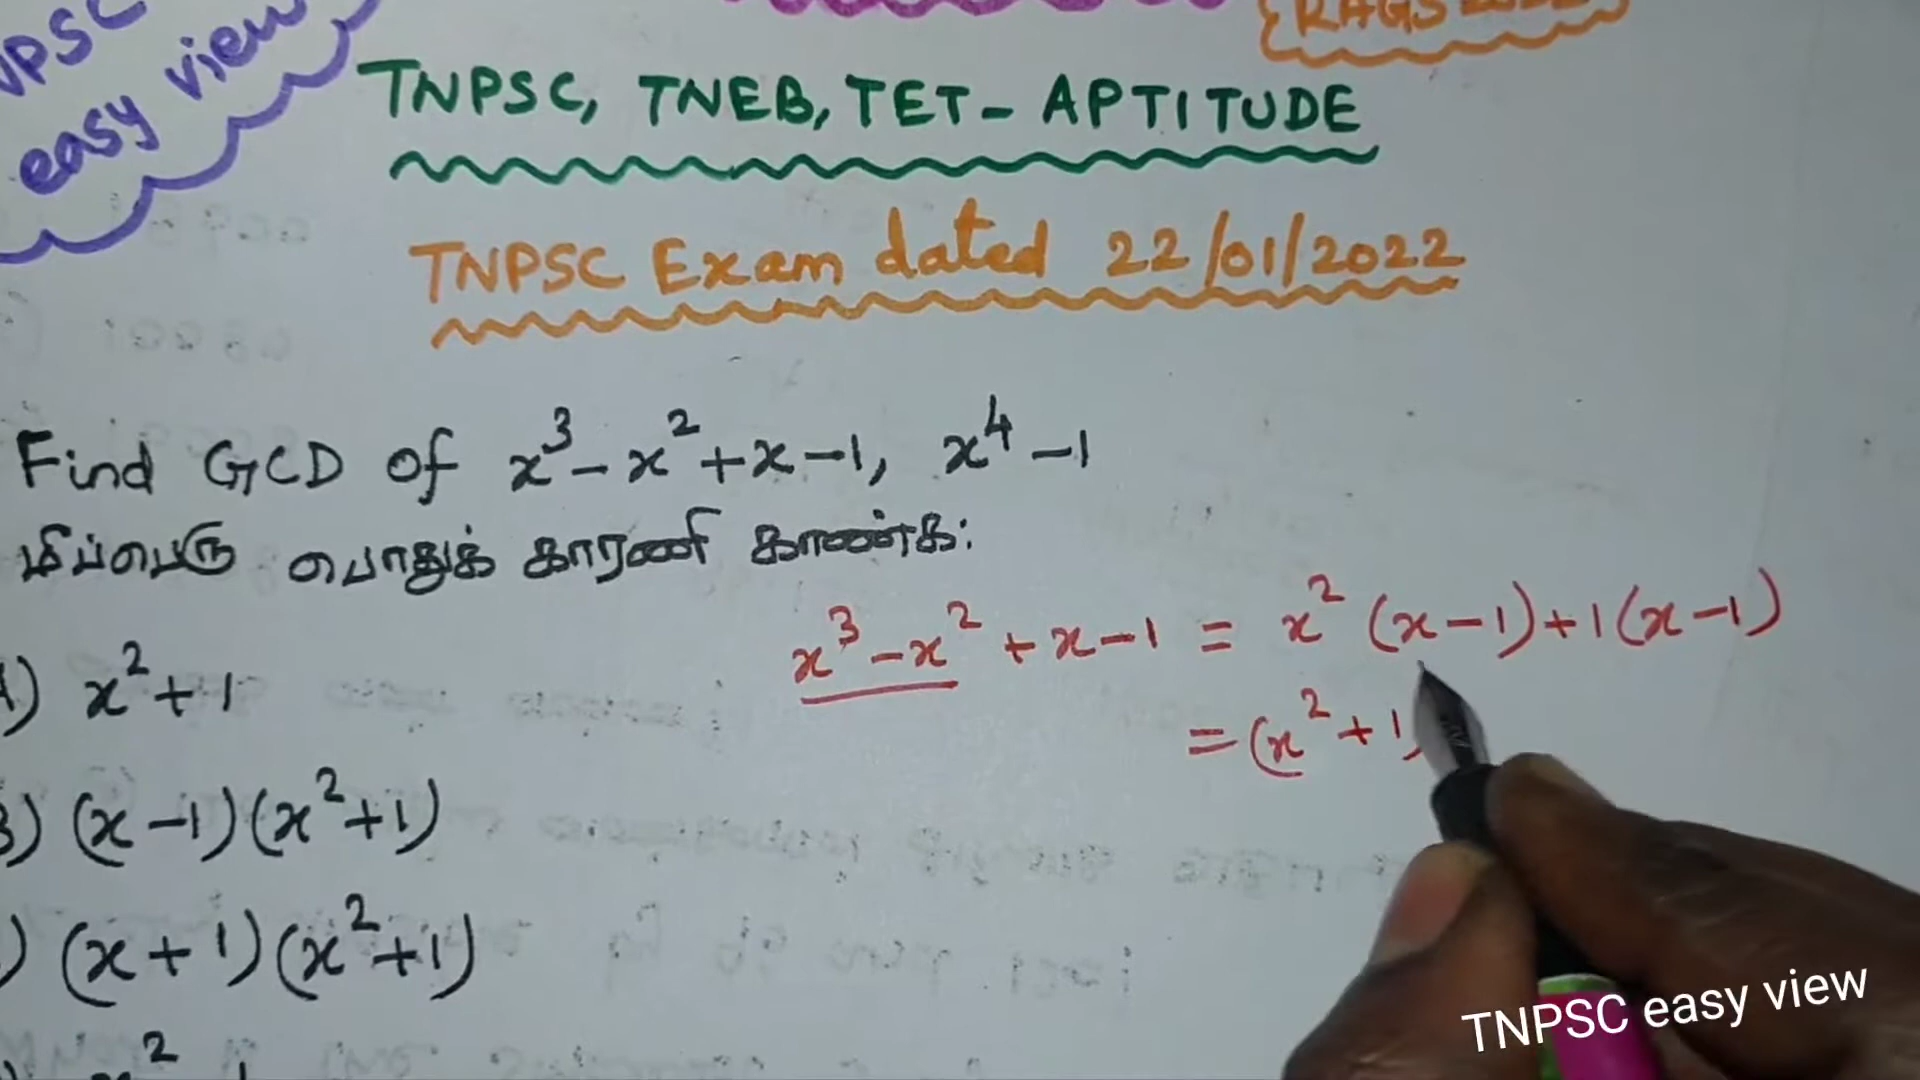 easy view
TNPSC, TNEB, TET- APTITUDE
TNPSC Exam dated 22/01/2022
Find GCD of x³-x²+x-1, x⁴-1
மீப்பெரு பொதுக் காரணி காண்க:
x³-x²+x-1 = x²(x-1)+1(x-1)
= (x²+1)
x²+1
(x-1)(x²+1)
(x+1)(x²+1)
TNPSC easy view